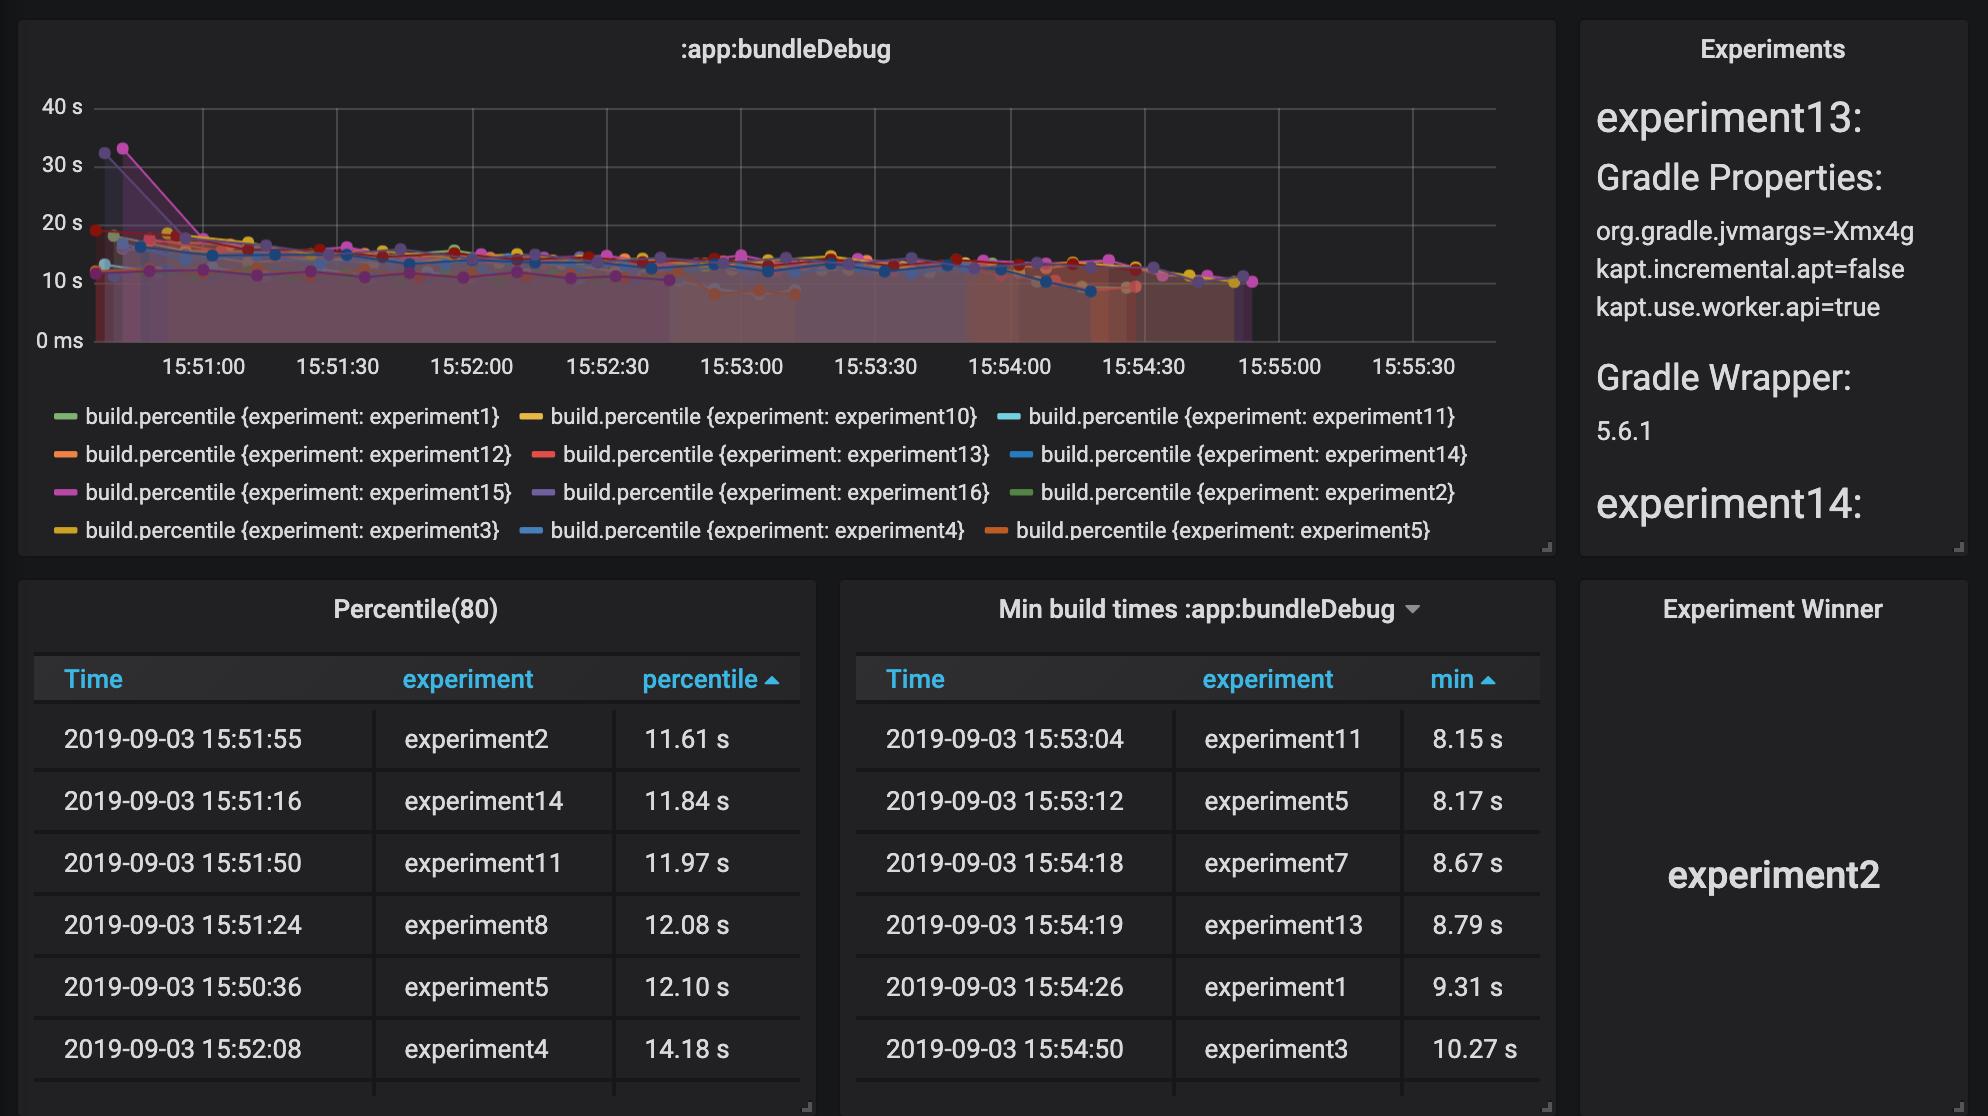 :app:bundleDebug
40 s
30 s
20 s
10 s
0 ms
15:51:00 15:51:30 15:52:00 15:52:30 15:53:00 15:53:30 15:54:00 15:54:30 15:55:00 15:55:30
build.percentile {experiment: experiment1} build.percentile {experiment: experiment10} build.percentile {experiment: experiment11}
build.percentile {experiment: experiment12} build.percentile {experiment: experiment13} build.percentile {experiment: experiment14}
build.percentile {experiment: experiment15} build.percentile {experiment: experiment16} build.percentile {experiment: experiment2}
build.percentile {experiment: experiment3} build.percentile {experiment: experiment4} build.percentile {experiment: experiment5}
Experiments
experiment13:
Gradle Properties:
org.gradle.jvmargs=-Xmx4g
kapt.incremental.apt=false
kapt.use.worker.api=true
Gradle Wrapper:
5.6.1
experiment14:
Percentile(80)
Time experiment percentile
2019-09-03 15:51:55 experiment2 11.61 s
2019-09-03 15:51:16 experiment14 11.84 s
2019-09-03 15:51:50 experiment11 11.97 s
2019-09-03 15:51:24 experiment8 12.08 s
2019-09-03 15:50:36 experiment5 12.10 s
2019-09-03 15:52:08 experiment4 14.18 s
Min build times :app:bundleDebug
Time experiment min
2019-09-03 15:53:04 experiment11 8.15 s
2019-09-03 15:53:12 experiment5 8.17 s
2019-09-03 15:54:18 experiment7 8.67 s
2019-09-03 15:54:19 experiment13 8.79 s
2019-09-03 15:54:26 experiment1 9.31 s
2019-09-03 15:54:50 experiment3 10.27 s
Experiment Winner
experiment2